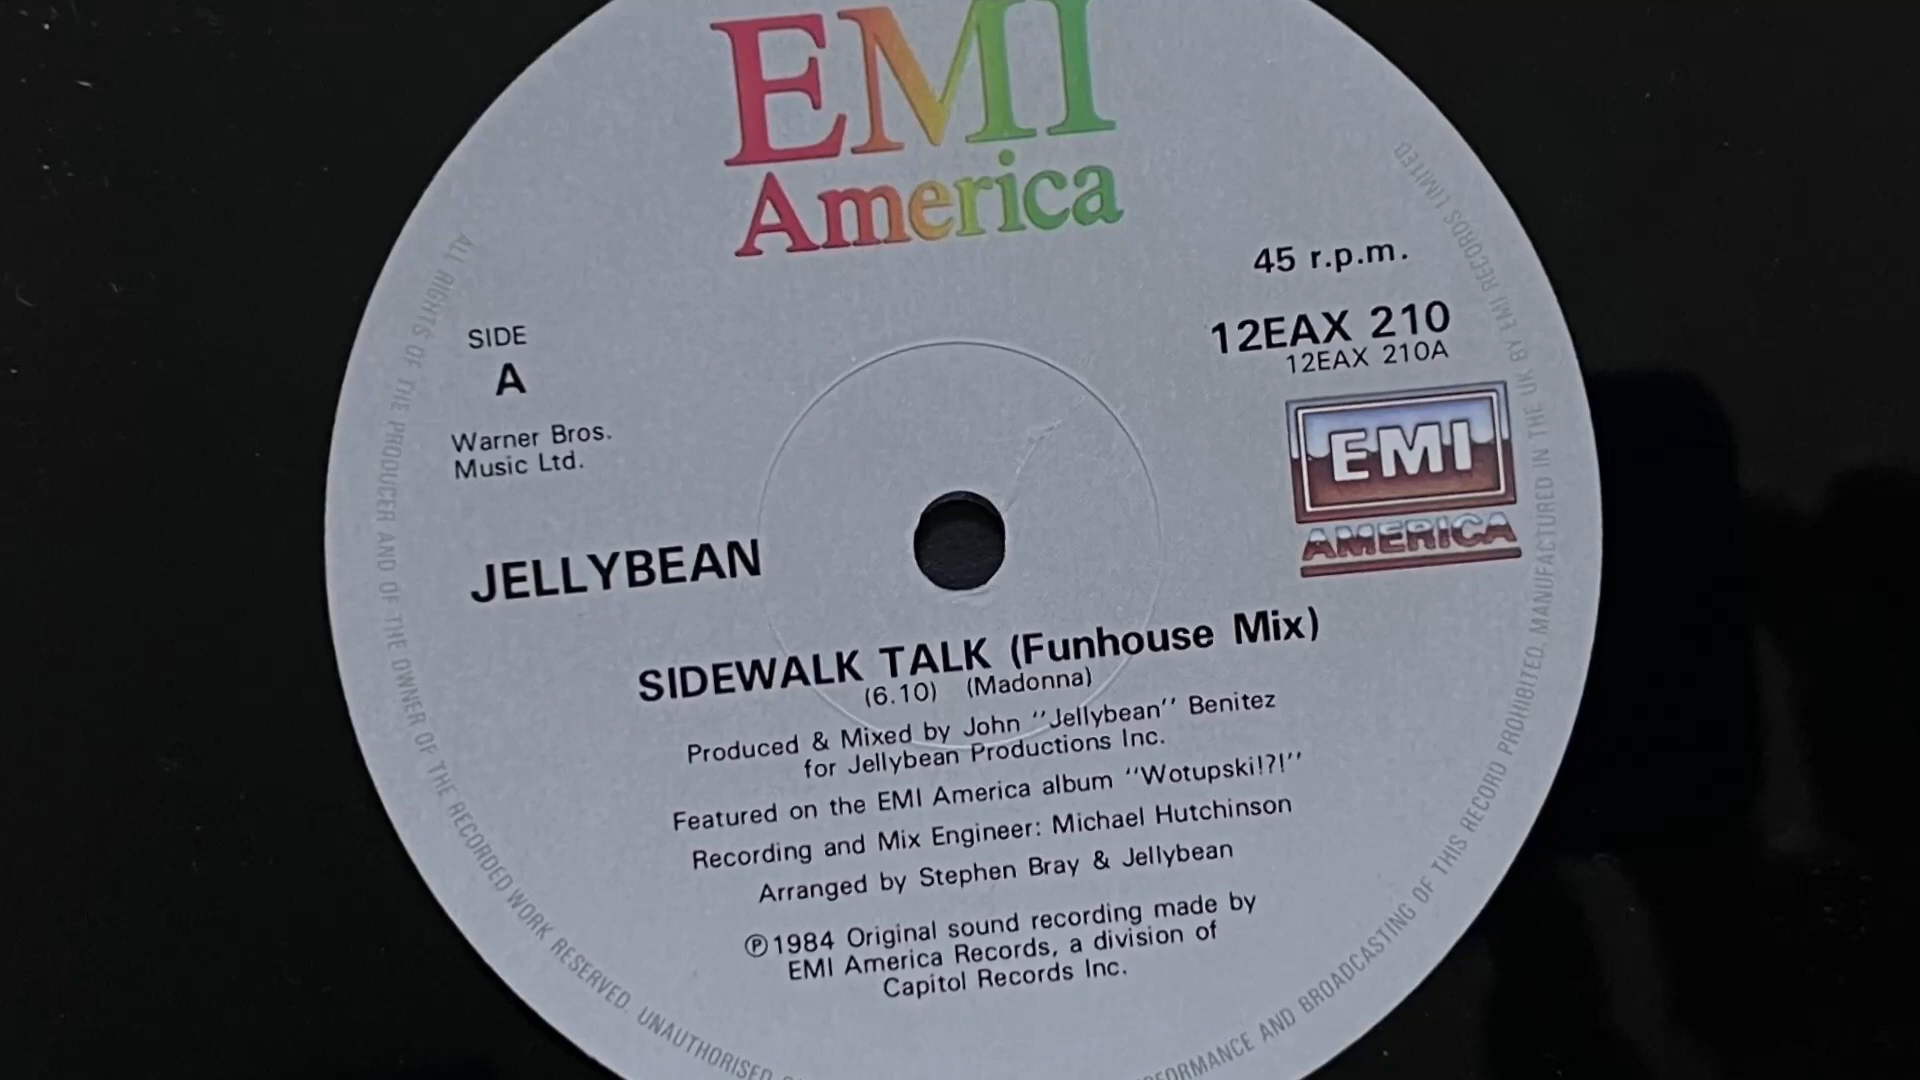 EMI
America
45 r.p.m.
SIDE
A
12EAX 210
12EAX 210A
Warner Bros.
Music Ltd.
EMI
AMERICA
JELLYBEAN
SIDEWALK TALK (Funhouse Mix)
(6.10) (Madonna)
Produced & Mixed by John "Jellybean" Benitez
for Jellybean Productions Inc.
Featured on the EMI America album "Wotupski!?!"
Recording and Mix Engineer: Michael Hutchinson
Arranged by Stephen Bray & Jellybean
℗1984 Original sound recording made by
EMI America Records, a division of
Capitol Records Inc.
ALL RIGHTS OF THE PRODUCER AND OF THE OWNER OF THE RECORDED WORK RESERVED. UNAUTHORISED
AND BROADCASTING OF THIS RECORD PROHIBITED. MANUFACTURED IN THE UK BY EMI RECORDS LIMITED